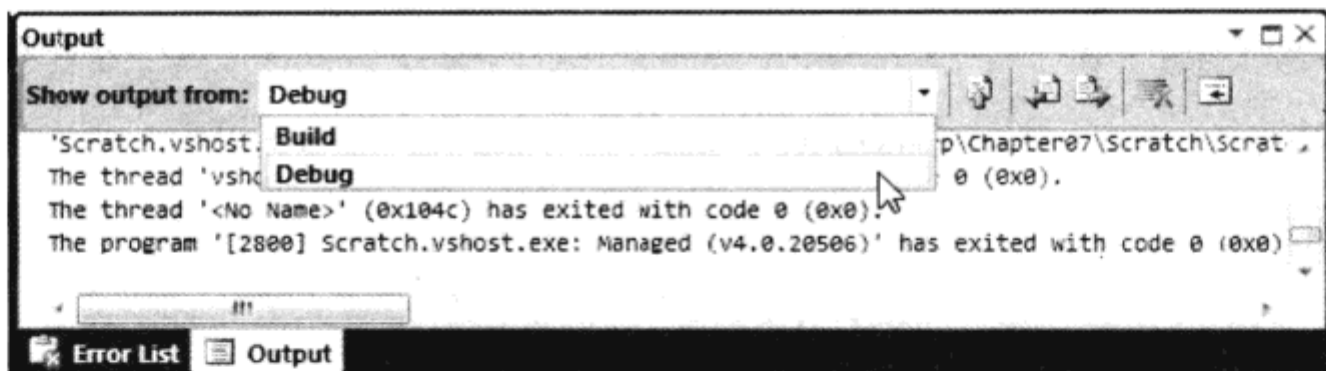 Output
Show output from: Debug
Build
Debug
'Scratch.vshost. p\Chapter07\Scratch\Scrat
The thread 'vsho 0 (0x0).
The thread '<No Name>' (0x104c) has exited with code 0 (0x0).
The program '[2800] Scratch.vshost.exe: Managed (v4.0.20506)' has exited with code 0 (0x0)
Error List Output